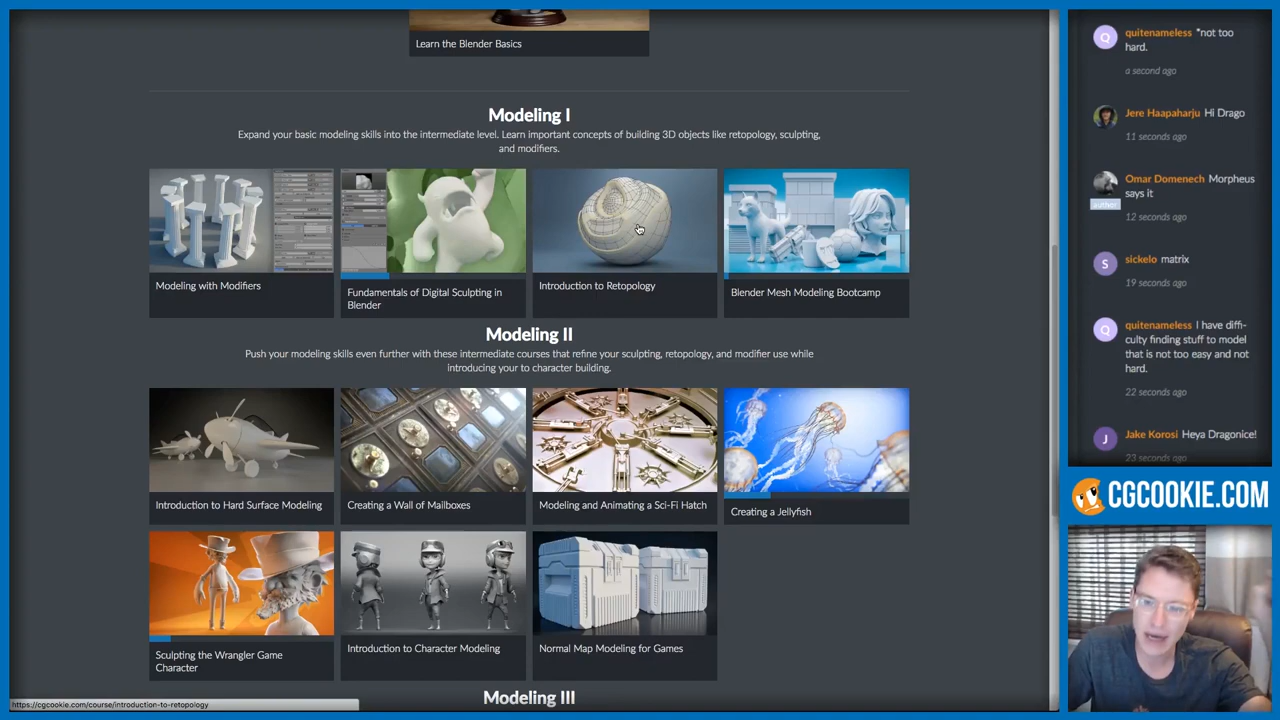 Learn the Blender Basics
Modeling I
Expand your basic modeling skills into the intermediate level. Learn important concepts of building 3D objects like retopology, sculpting,
and modifiers.
Modeling with Modifiers
Fundamentals of Digital Sculpting in
Blender
Introduction to Retopology
Blender Mesh Modeling Bootcamp
Modeling II
Push your modeling skills even further with these intermediate courses that refine your sculpting, retopology, and modifier use while
introducing your to character building.
Introduction to Hard Surface Modeling
Creating a Wall of Mailboxes
Modeling and Animating a Sci-Fi Hatch
Creating a Jellyfish
Sculpting the Wrangler Game
Character
Introduction to Character Modeling
Normal Map Modeling for Games
Modeling III
https://cgcookie.com/course/introduction-to-retopology
Q
quitenameless *not too
hard.
a second ago
Jere Haapaharju Hi Drago
11 seconds ago
Omar Domenech Morpheus
says it
author
12 seconds ago
S
sickelo matrix
19 seconds ago
Q
quitenameless I have diffi-
culty finding stuff to model
that is not too easy and not
hard.
22 seconds ago
J
Jake Korosi Heya Dragonice!
23 seconds ago
CGCOOKIE.COM